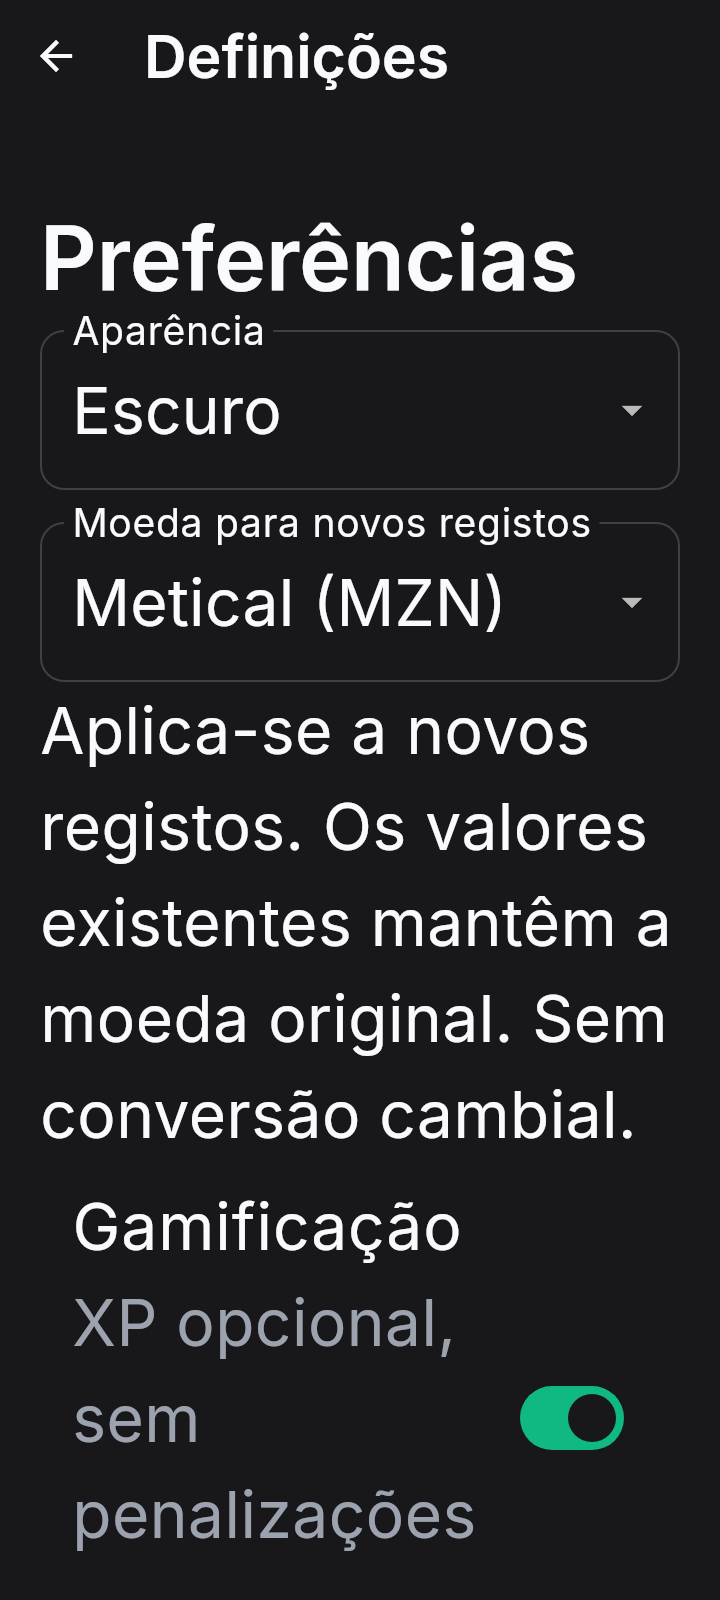 Definições
Preferências
Aparência
Escuro
Moeda para novos registos
Metical (MZN)
Aplica-se a novos
registos. Os valores
existentes mantêm a
moeda original. Sem
conversão cambial.
Gamificação
XP opcional,
sem
penalizações